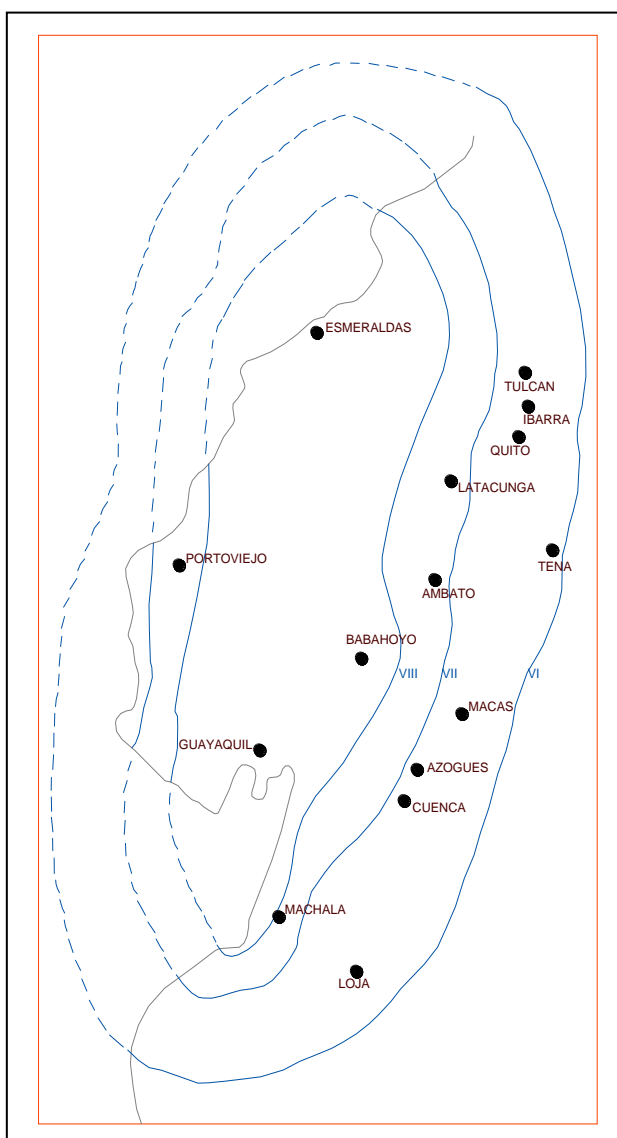 ESMERALDAS
TULCAN
IBARRA
QUITO
LATACUNGA
TENA
PORTOVIEJO
AMBATO
BABAHOYO
VIII
VII
VI
MACAS
GUAYAQUIL
AZOGUES
CUENCA
MACHALA
LOJA